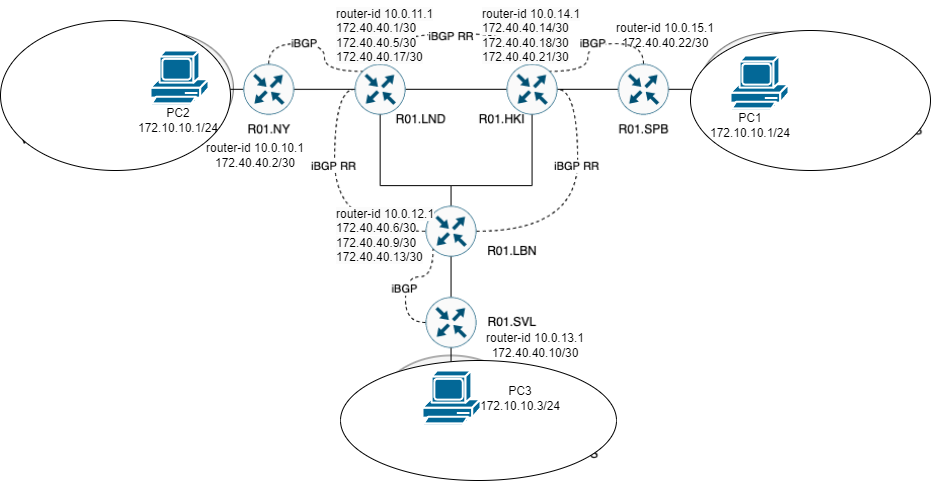 router-id 10.0.11.1
172.40.40.1/30
172.40.40.5/30
172.40.40.17/30
iBGP RR
router-id 10.0.14.1
172.40.40.14/30
172.40.40.18/30
172.40.40.21/30
router-id 10.0.15.1
172.40.40.22/30
iBGP
iBGP
PC2
172.10.10.1/24
PC1
172.10.10.1/24
R01.NY
R01.LND
R01.HKI
R01.SPB
router-id 10.0.10.1
172.40.40.2/30
iBGP RR
iBGP RR
router-id 10.0.12.1
172.40.40.6/30
172.40.40.9/30
172.40.40.13/30
R01.LBN
iBGP
R01.SVL
router-id 10.0.13.1
172.40.40.10/30
PC3
172.10.10.3/24